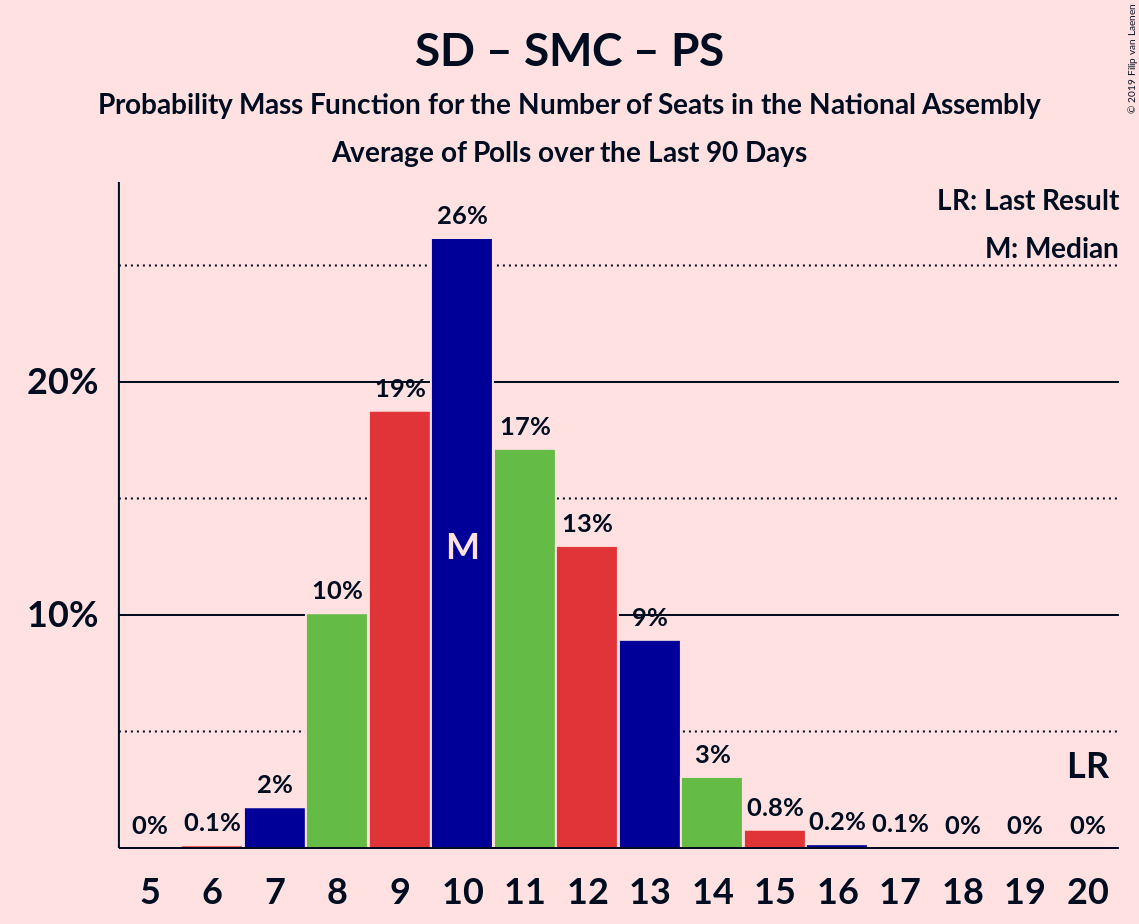 SD – SMC – PS
Probability Mass Function for the Number of Seats in the National Assembly
Average of Polls over the Last 90 Days
© 2019 Filip van Laenen
LR: Last Result
M: Median
26%
20%
19%
17%
13%
M
10%
10%
9%
3%
LR
2%
0%
0.1%
0.8%
0.2%
0.1%
0%
0%
0%
5 6 7 8 9 10 11 12 13 14 15 16 17 18 19 20